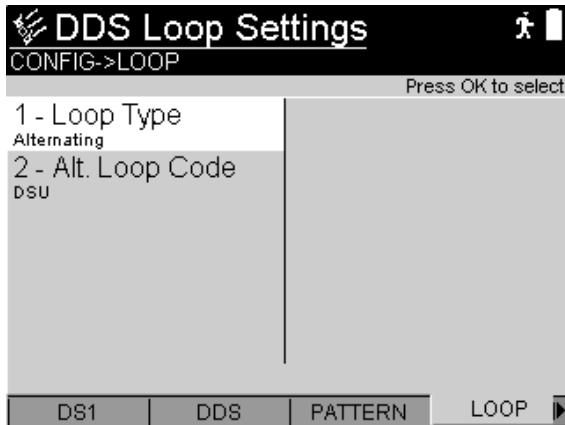 DDS Loop Settings
CONFIG->LOOP
Press OK to select
1 - Loop Type
Alternating
2 - Alt. Loop Code
DSU
DS1 DDS PATTERN LOOP